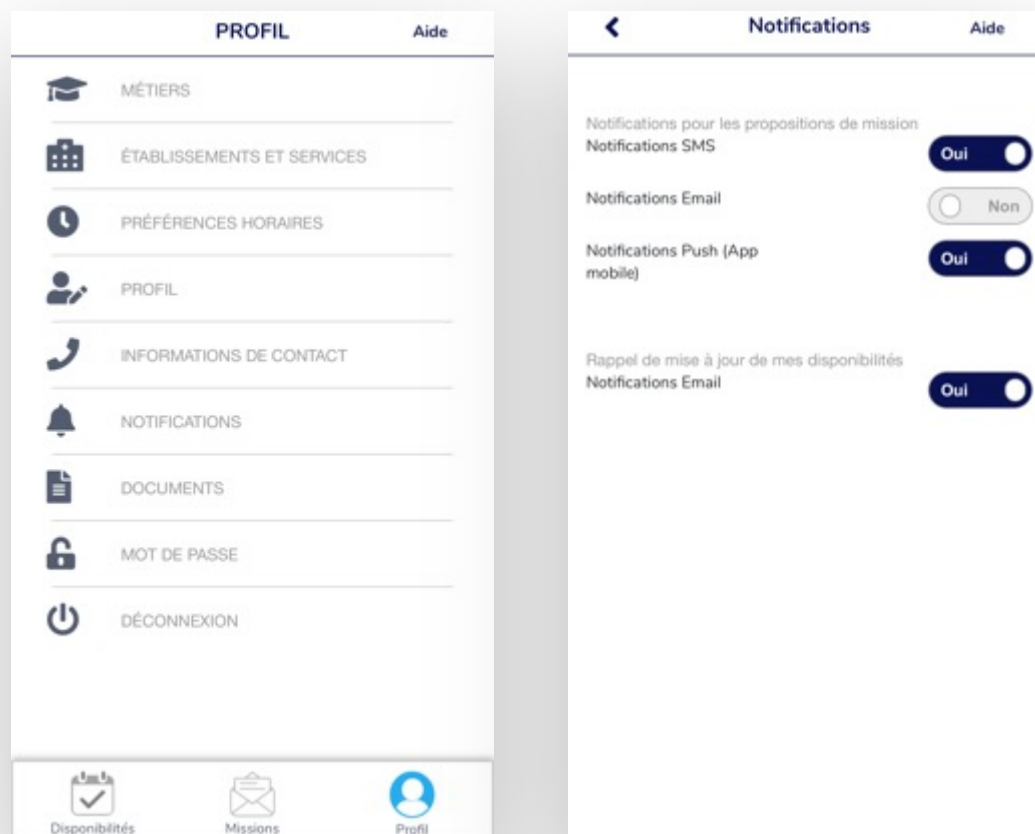 PROFIL
Aide
MÉTIERS
ÉTABLISSEMENTS ET SERVICES
PRÉFÉRENCES HORAIRES
PROFIL
INFORMATIONS DE CONTACT
NOTIFICATIONS
DOCUMENTS
MOT DE PASSE
DÉCONNEXION
Disponibilités
Missions
Profil
Notifications
Aide
Notifications pour les propositions de mission
Notifications SMS
Oui
Notifications Email
Non
Notifications Push (App
mobile)
Oui
Rappel de mise à jour de mes disponibilités
Notifications Email
Oui